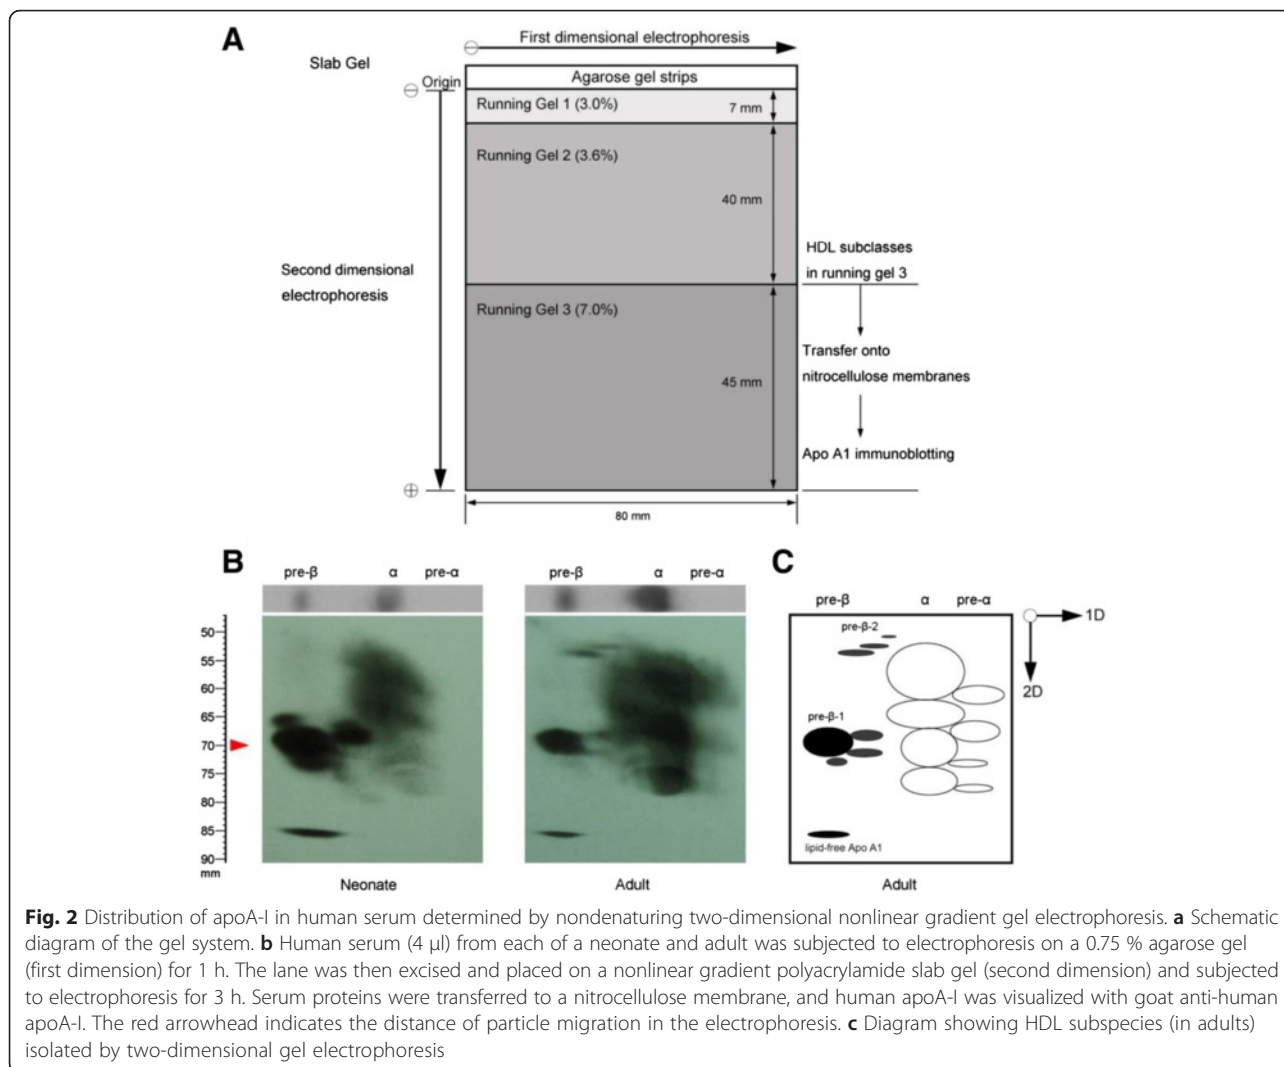 A
First dimensional electrophoresis
⊖
Slab Gel
Agarose gel strips
Origin
⊖
Running Gel 1 (3.0%)
7 mm
Running Gel 2 (3.6%)
40 mm
HDL subclasses
in running gel 3
Second dimensional
electrophoresis
Running Gel 3 (7.0%)
Transfer onto
nitrocellulose membranes
45 mm
Apo A1 immunoblotting
⊕
80 mm
B
pre-β α pre-α
pre-β α pre-α
50
55
60
65
70
75
80
85
90
mm
Neonate
Adult
C
pre-β α pre-α
1D
2D
pre-β-2
pre-β-1
lipid-free Apo A1
Adult
Fig. 2 Distribution of apoA-I in human serum determined by nondenaturing two-dimensional nonlinear gradient gel electrophoresis. a Schematic
diagram of the gel system. b Human serum (4 μl) from each of a neonate and adult was subjected to electrophoresis on a 0.75 % agarose gel
(first dimension) for 1 h. The lane was then excised and placed on a nonlinear gradient polyacrylamide slab gel (second dimension) and subjected
to electrophoresis for 3 h. Serum proteins were transferred to a nitrocellulose membrane, and human apoA-I was visualized with goat anti-human
apoA-I. The red arrowhead indicates the distance of particle migration in the electrophoresis. c Diagram showing HDL subspecies (in adults)
isolated by two-dimensional gel electrophoresis